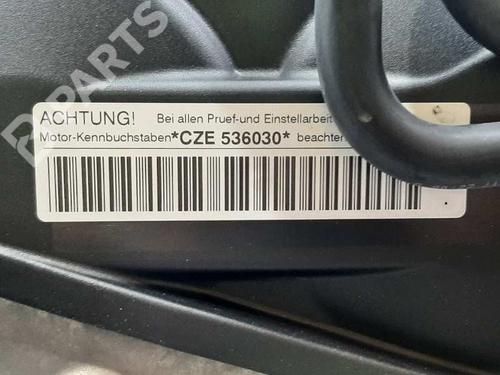 ACHTUNG! Bei allen Pruef-und Einstellarbeit
Motor-Kennbuchstaben *CZE 536030* beachten
B-PARTS